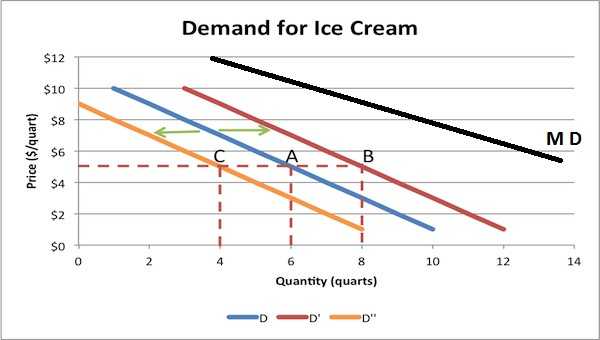 Demand for Ice Cream
Price ($/quart)
$12
$10
$8
$6
$4
$2
$0
M D
C
A
B
0 2 4 6 8 10 12 14
Quantity (quarts)
D D' D''